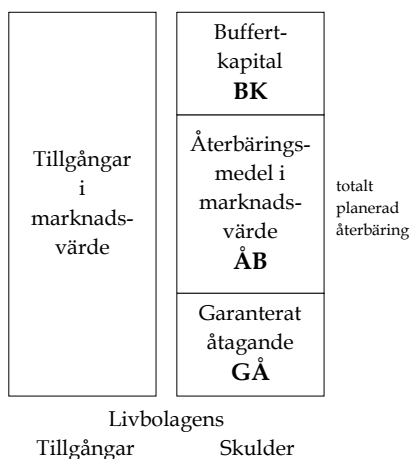 Tillgångar
i
marknads-
värde
Buffert-
kapital
BK
Återbärings-
medel i
marknads-
värde
ÅB
Garanterat
åtagande
GÅ
totalt
planerad
återbäring
Livbolagens
Tillgångar Skulder